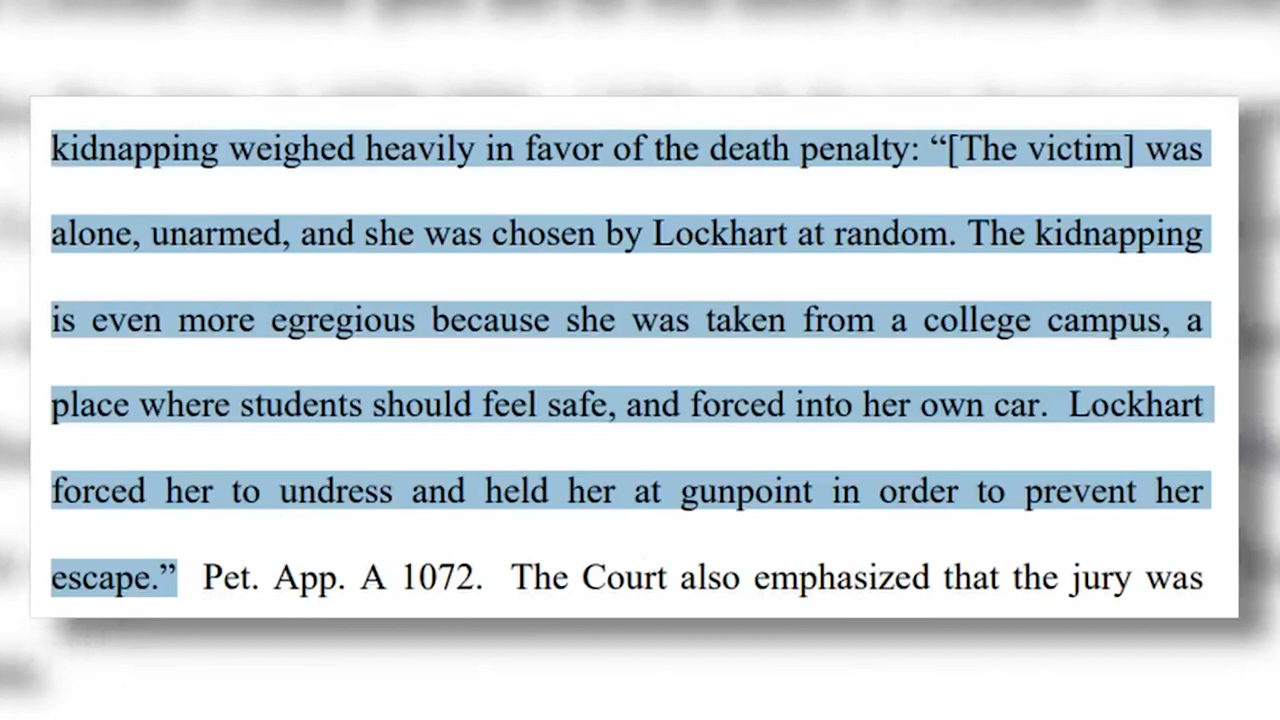 kidnapping weighed heavily in favor of the death penalty: “[The victim] was
alone, unarmed, and she was chosen by Lockhart at random. The kidnapping
is even more egregious because she was taken from a college campus, a
place where students should feel safe, and forced into her own car.  Lockhart
forced her to undress and held her at gunpoint in order to prevent her
escape.”  Pet. App. A 1072.  The Court also emphasized that the jury was